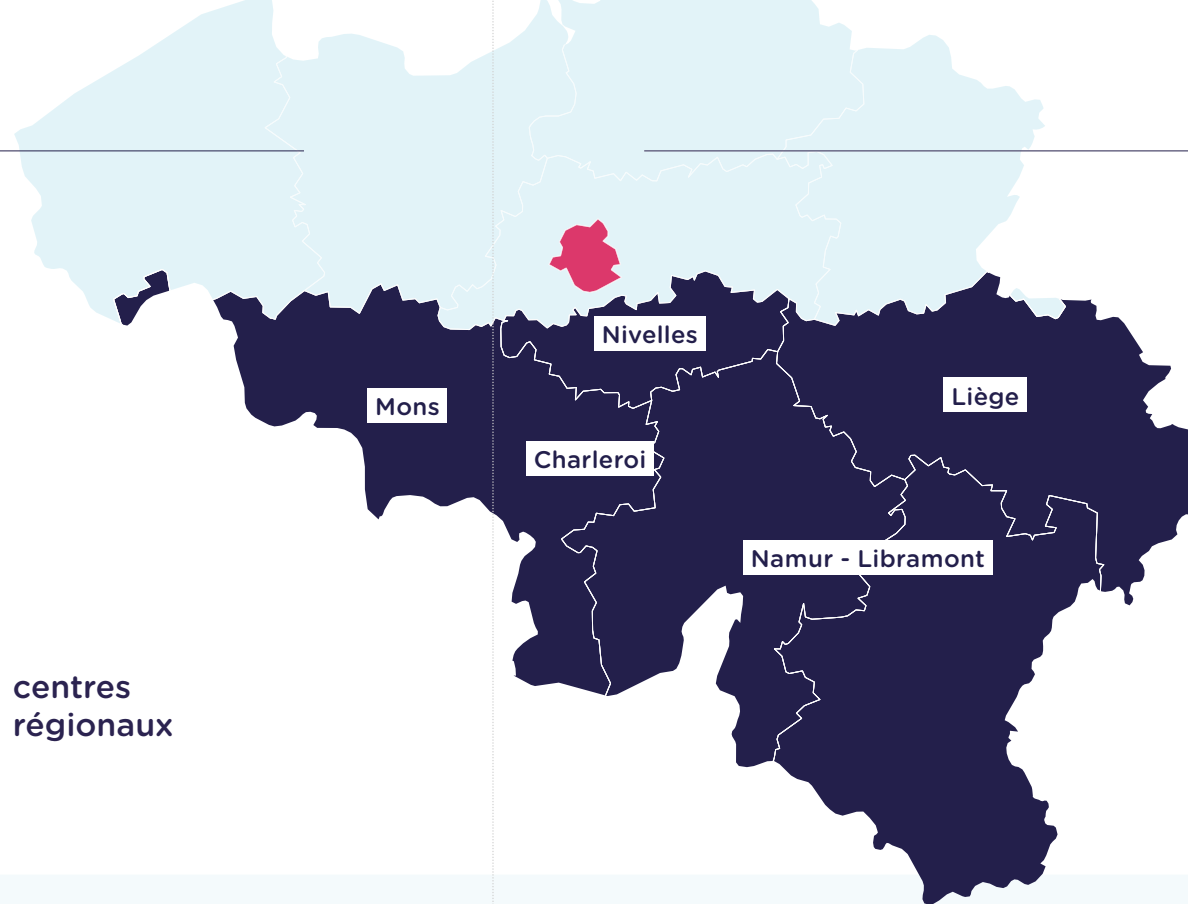 Nivelles
Liège
Mons
Charleroi
Namur - Libramont
centres
régionaux